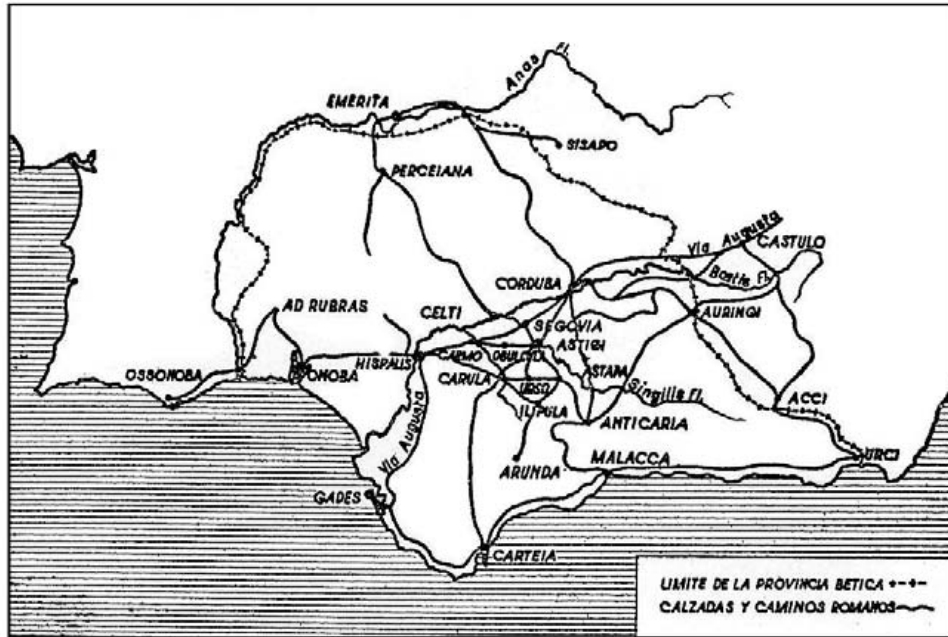 Anas Fl.
EMERITA
SISAPO
PERCEIANA
Via Augusta
CASTULO
Baetis Fl.
CORDUBA
CELTI
AD RUBRAS
SEGOVIA
AURINGI
ASTIGI
CARMO OBULCULA
HISPALIS
OSSONOBA
ONOBA
CARULA
URSO
OSTAMA
Singilis Fl.
ACCI
ILIPULA
ANTICARIA
Via Augusta
ARUNDA
MALACCA
URCI
GADES
CARTEIA
LIMITE DE LA PROVINCIA BETICA
CALZADAS Y CAMINOS ROMANOS